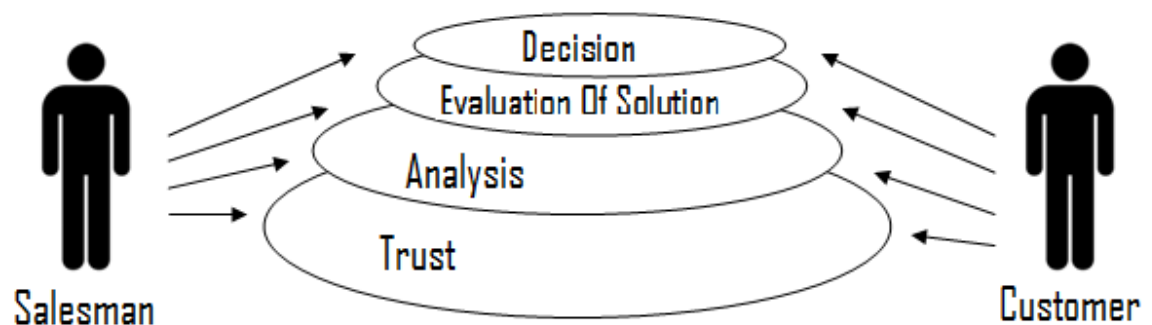 Decision
Evaluation Of Solution
Analysis
Trust
Salesman
Customer